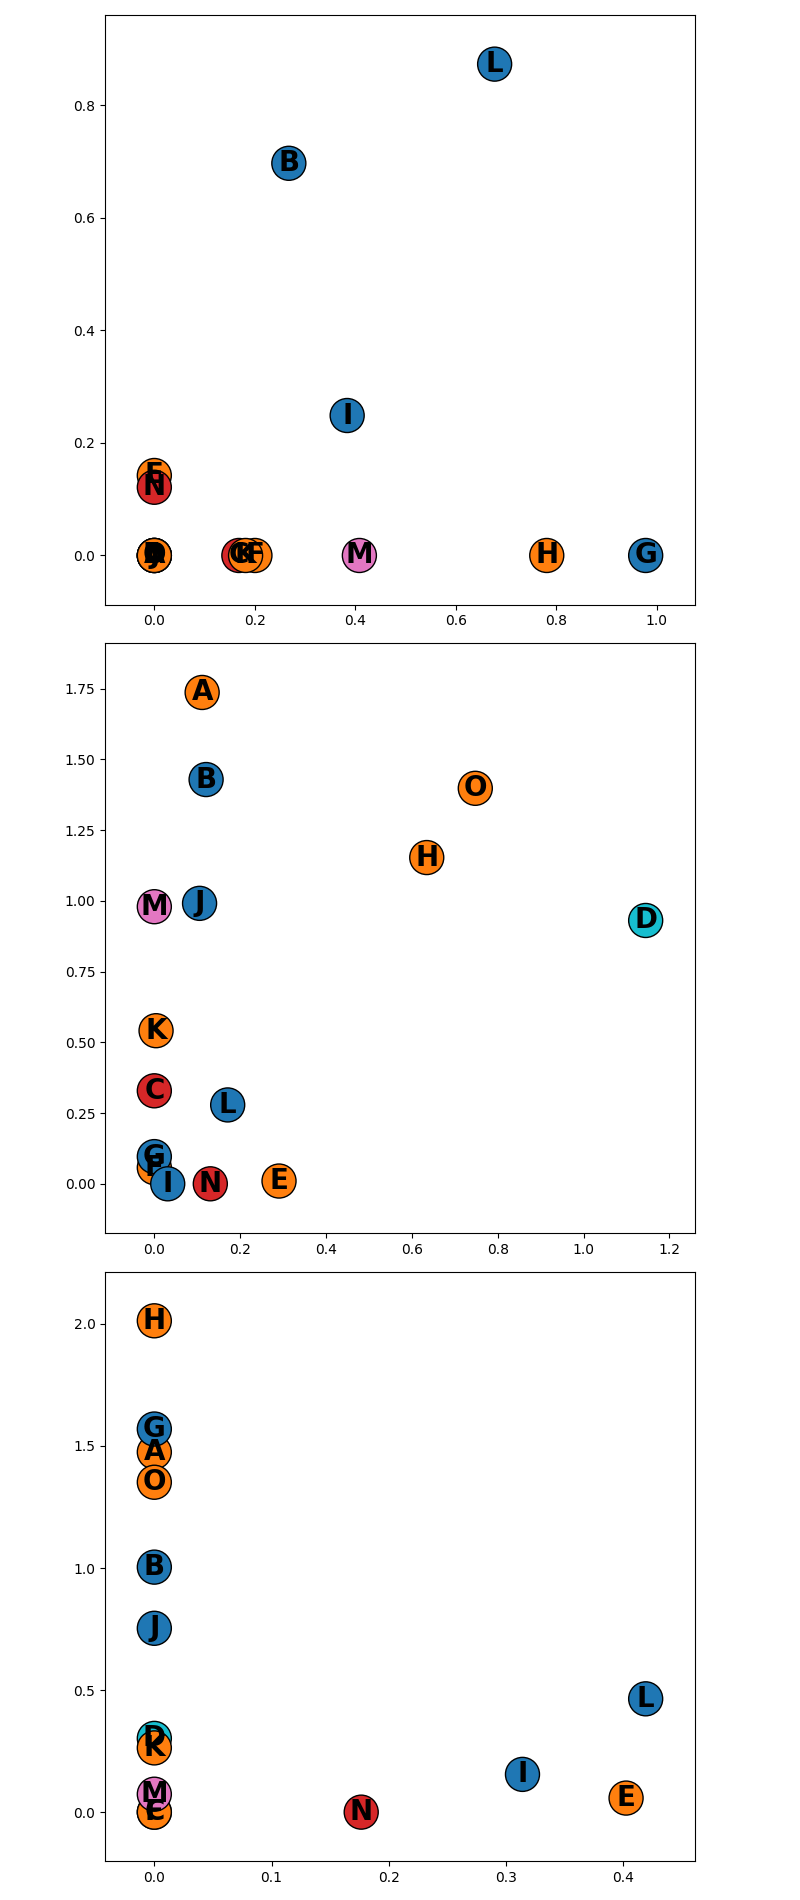 L
0.8
B
0.6
0.4
I
0.2
E
N
0.0 J C K F M H G
0.0 0.2 0.4 0.6 0.8 1.0
1.75 A
1.50
B O
1.25
H
1.00
M J D
0.75
K
0.50
C
0.25 L
G
0.00 I N E
0.0 0.2 0.4 0.6 0.8 1.0 1.2
H
2.0
G
1.5
A
O
1.0 B
J
0.5 L
D
K
I
M E
0.0 N
0.0 0.1 0.2 0.3 0.4